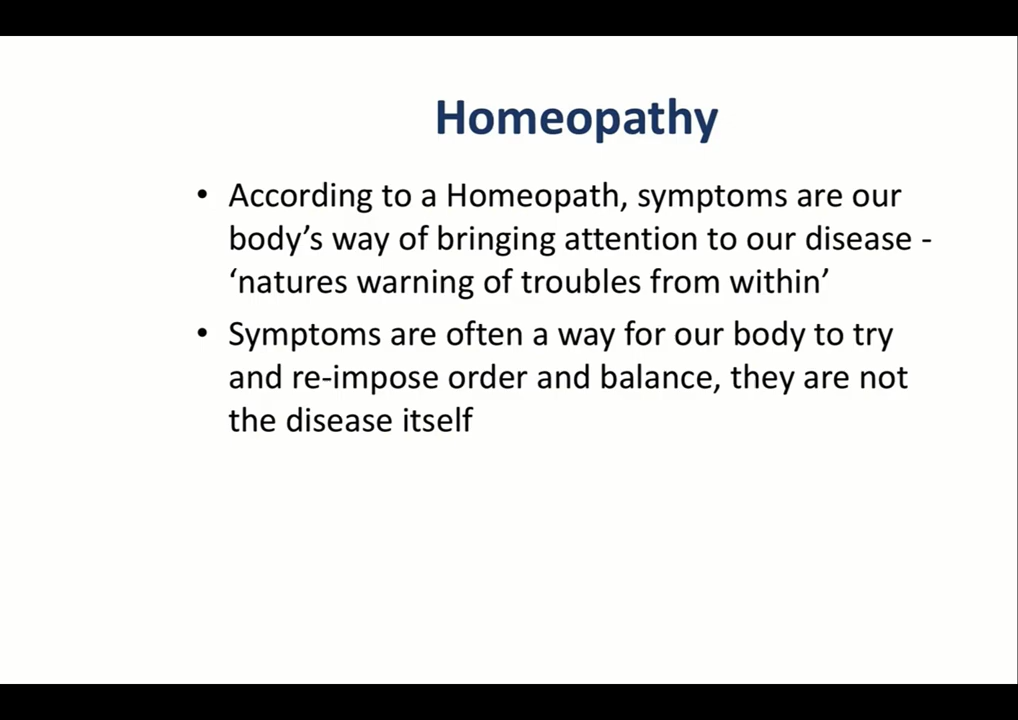 Homeopathy
• According to a Homeopath, symptoms are our
body’s way of bringing attention to our disease -
‘natures warning of troubles from within’
• Symptoms are often a way for our body to try
and re-impose order and balance, they are not
the disease itself